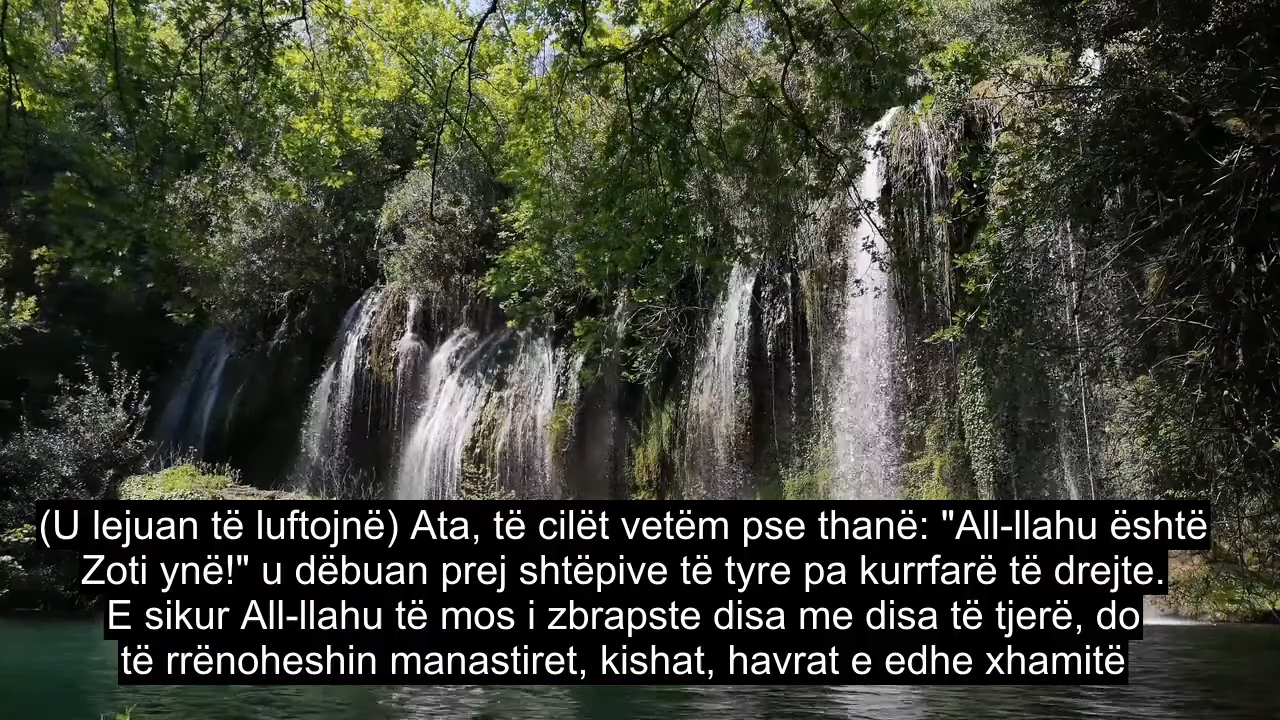 (U lejuan të luftojnë) Ata, të cilët vetëm pse thanë: "All-llahu është
Zoti ynë!" u dëbuan prej shtëpive të tyre pa kurrfarë të drejte.
E sikur All-llahu të mos i zbrapste disa me disa të tjerë, do
të rrënoheshin manastiret, kishat, havrat e edhe xhamitë